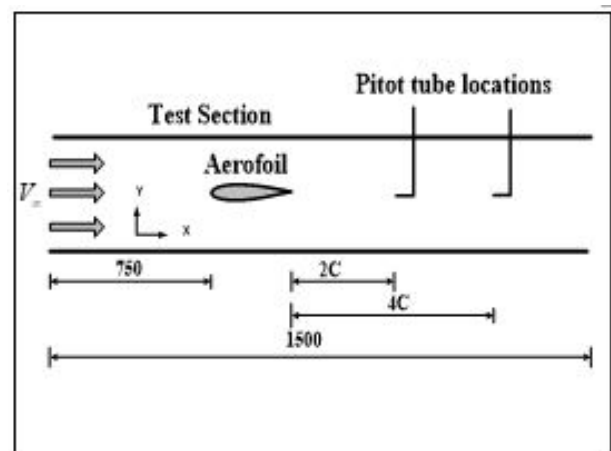 Pitot tube locations
Test Section
Aerofoil
V∞
Y
X
750
2C
4C
1500